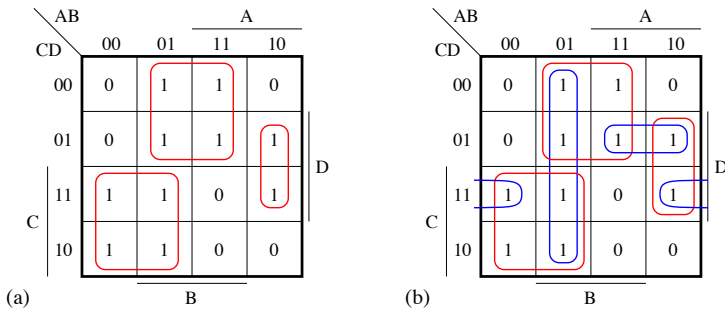 AB A AB A
CD 00 01 11 10 CD 00 01 11 10
00 0 1 1 0 00 0 1 1 0
01 0 1 1 1 01 0 1 1 1
D D
11 1 1 0 1 11 1 1 0 1
C C
10 1 1 0 0 10 1 1 0 0
(a) B (b) B